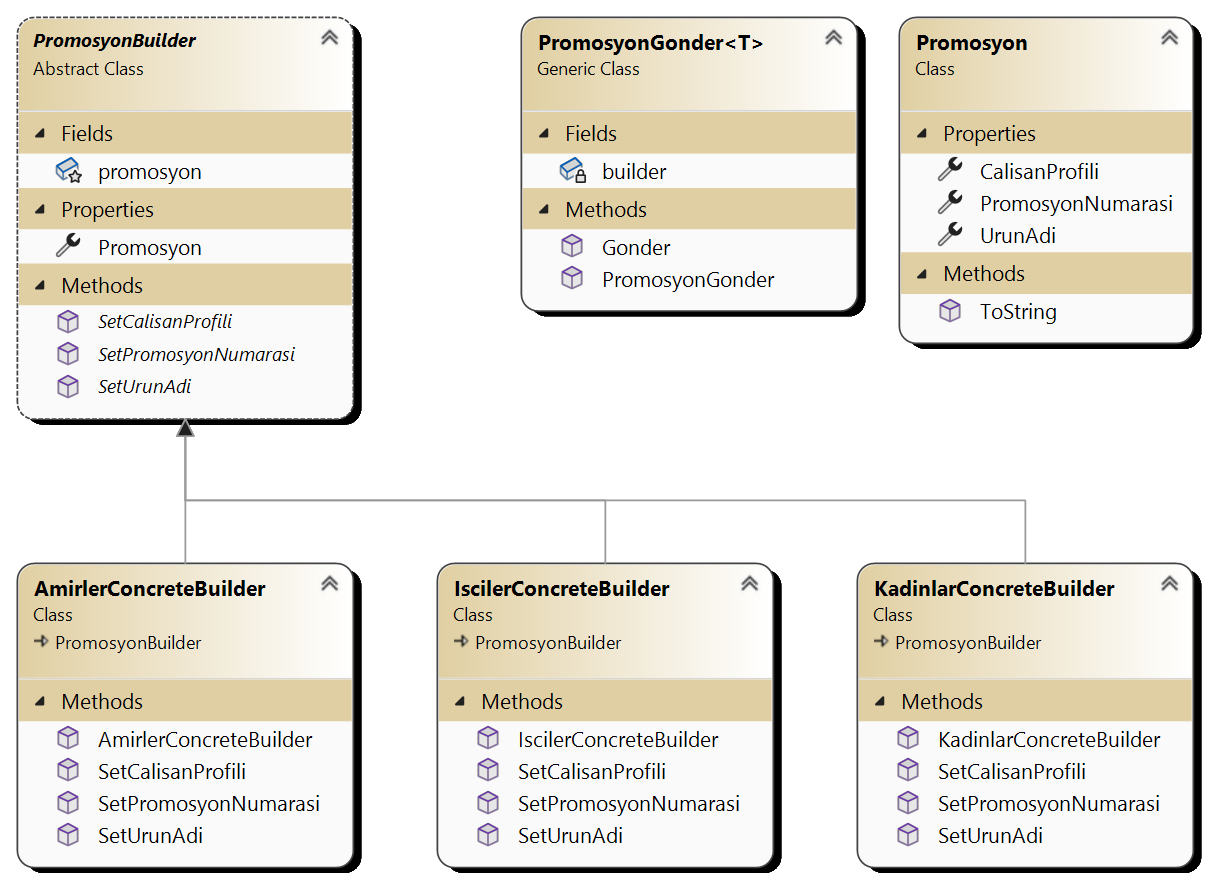 PromosyonBuilder
Abstract Class
Fields
promosyon
Properties
Promosyon
Methods
SetCalisanProfili
SetPromosyonNumarasi
SetUrunAdi
PromosyonGonder<T>
Generic Class
Fields
builder
Methods
Gonder
PromosyonGonder
Promosyon
Class
Properties
CalisanProfili
PromosyonNumarasi
UrunAdi
Methods
ToString
AmirlerConcreteBuilder
Class
PromosyonBuilder
Methods
AmirlerConcreteBuilder
SetCalisanProfili
SetPromosyonNumarasi
SetUrunAdi
IscilerConcreteBuilder
Class
PromosyonBuilder
Methods
IscilerConcreteBuilder
SetCalisanProfili
SetPromosyonNumarasi
SetUrunAdi
KadinlarConcreteBuilder
Class
PromosyonBuilder
Methods
KadinlarConcreteBuilder
SetCalisanProfili
SetPromosyonNumarasi
SetUrunAdi